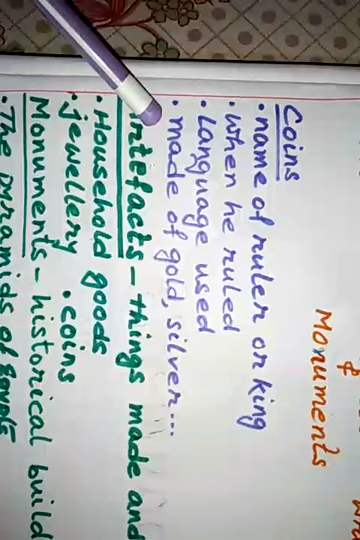 &
Monuments
Coins
• name of ruler or king
• when he ruled
• Language used
• made of gold, silver...
Artefacts - things made and
• Household goods
• jewellery • coins
Monuments - historical build
• The pyramids of